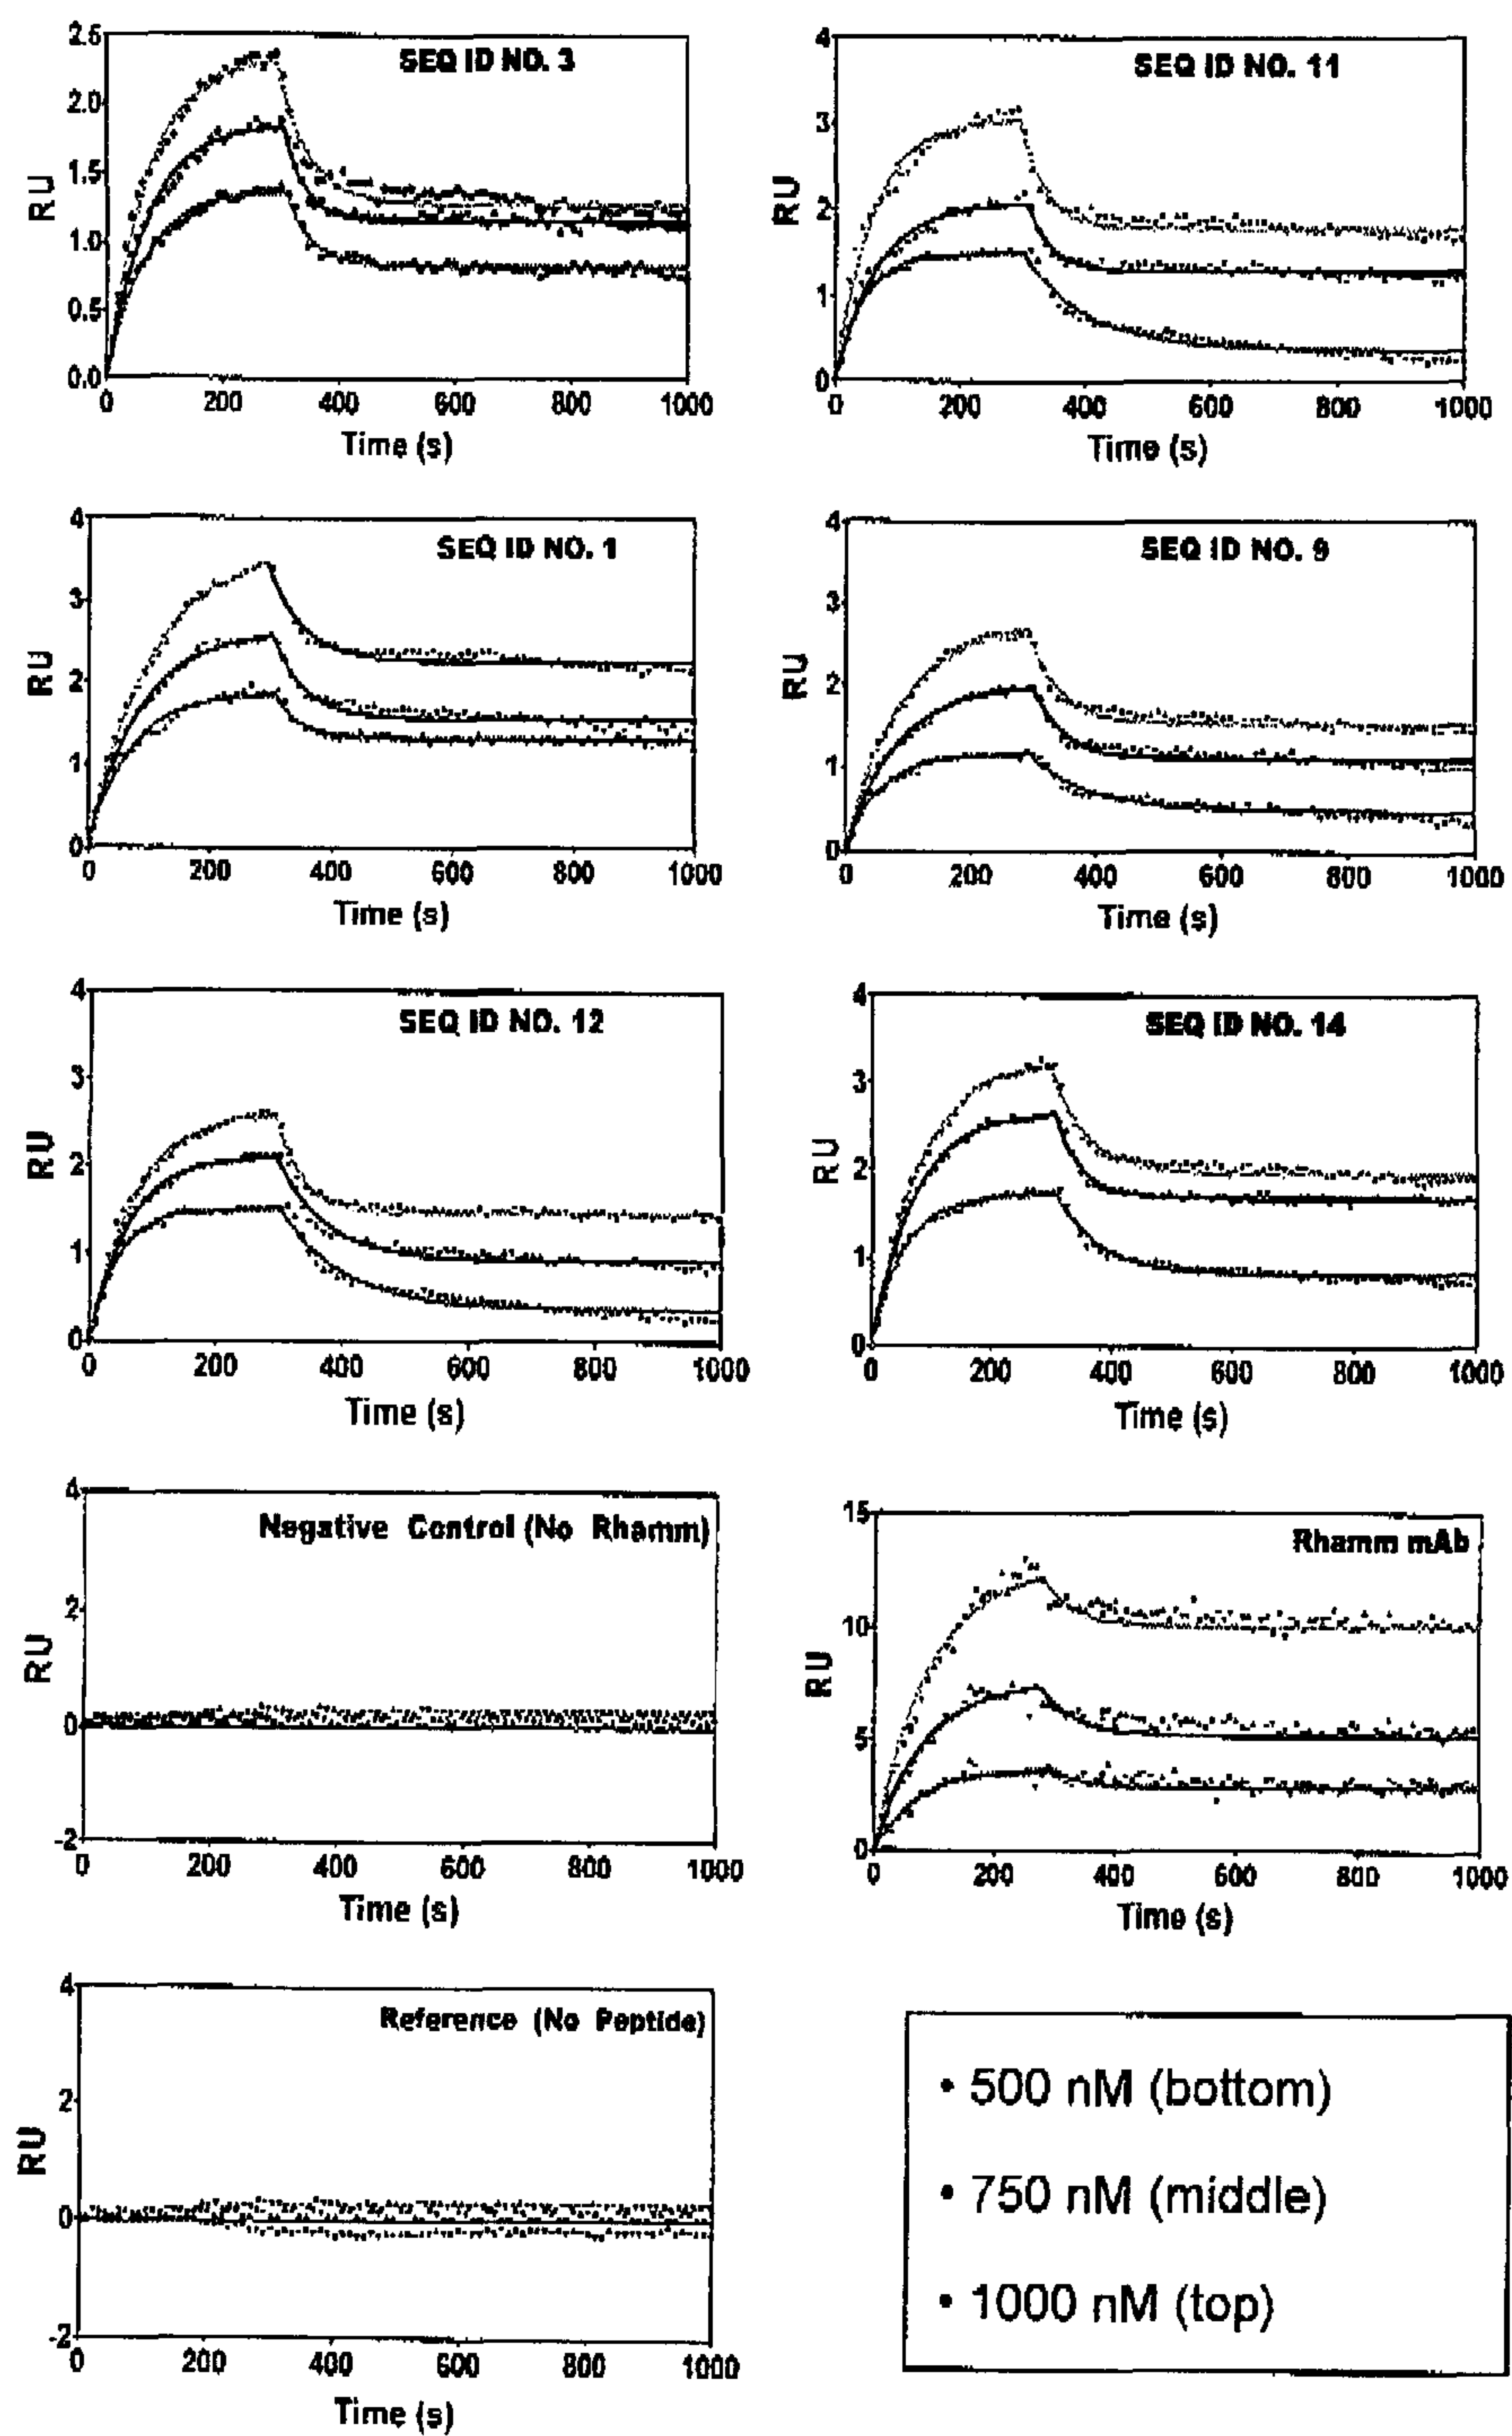 SEQ ID NO. 3
RU
2.5
2.0
1.5
1.0
0.5
0.0
0 200 400 600 800 1000
Time (s)
SEQ ID NO. 11
RU
4
3
2
1
0
0 200 400 600 800 1000
Time (s)
SEQ ID NO. 1
RU
4
3
2
1
0
0 200 400 600 800 1000
Time (s)
SEQ ID NO. 9
RU
4
3
2
1
0
0 200 400 600 800 1000
Time (s)
SEQ ID NO. 12
RU
4
3
2
1
0
0 200 400 600 800 1000
Time (s)
SEQ ID NO. 14
RU
4
3
2
1
0
0 200 400 600 800 1000
Time (s)
Negative Control (No Rhamm)
RU
4
2
0
-2
0 200 400 600 800 1000
Time (s)
Rhamm mAb
RU
15
10
5
0
0 200 400 600 800 1000
Time (s)
Reference (No Peptide)
RU
4
2
0
-2
0 200 400 600 800 1000
Time (s)
• 500 nM (bottom)
• 750 nM (middle)
• 1000 nM (top)